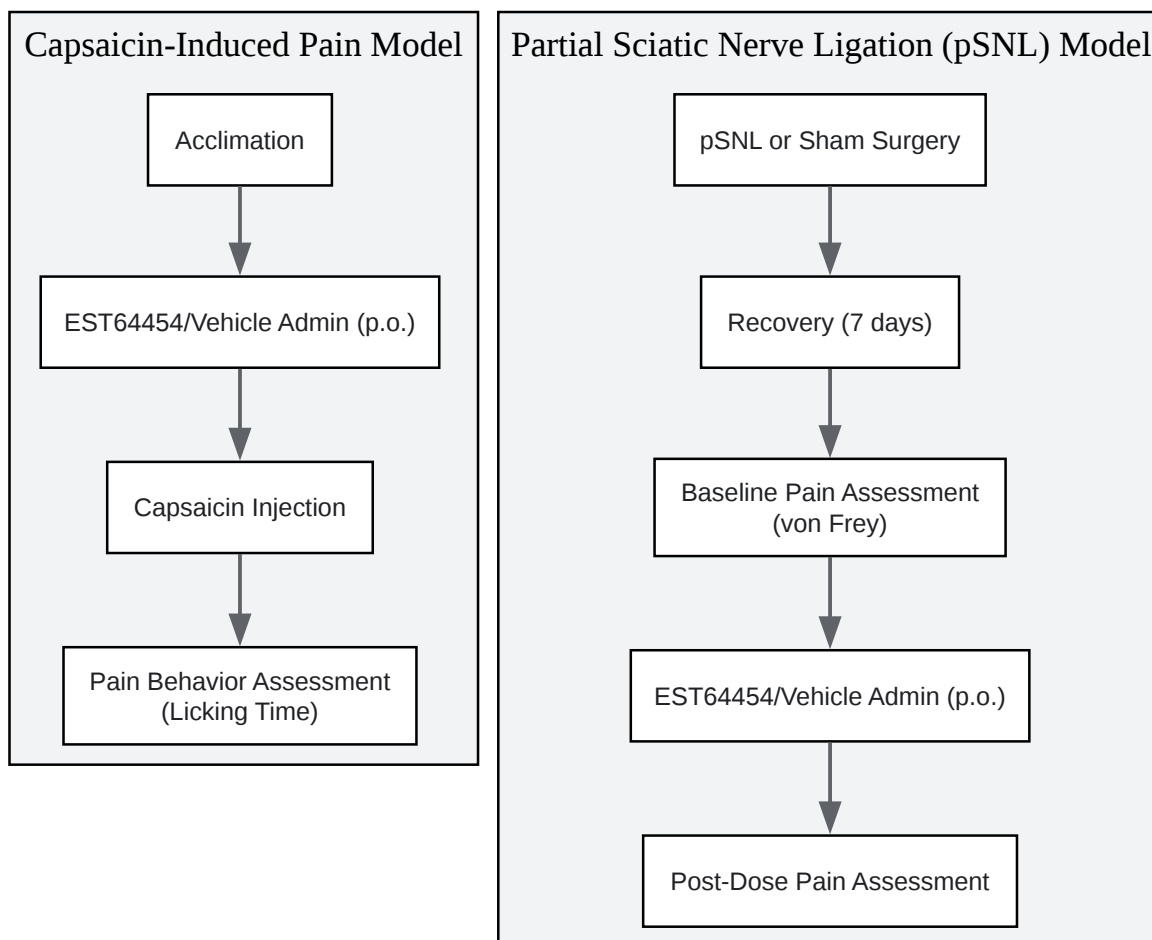 Capsaicin-Induced Pain Model
Acclimation
EST64454/Vehicle Admin (p.o.)
Capsaicin Injection
Pain Behavior Assessment
(Licking Time)
Partial Sciatic Nerve Ligation (pSNL) Model
pSNL or Sham Surgery
Recovery (7 days)
Baseline Pain Assessment
(von Frey)
EST64454/Vehicle Admin (p.o.)
Post-Dose Pain Assessment